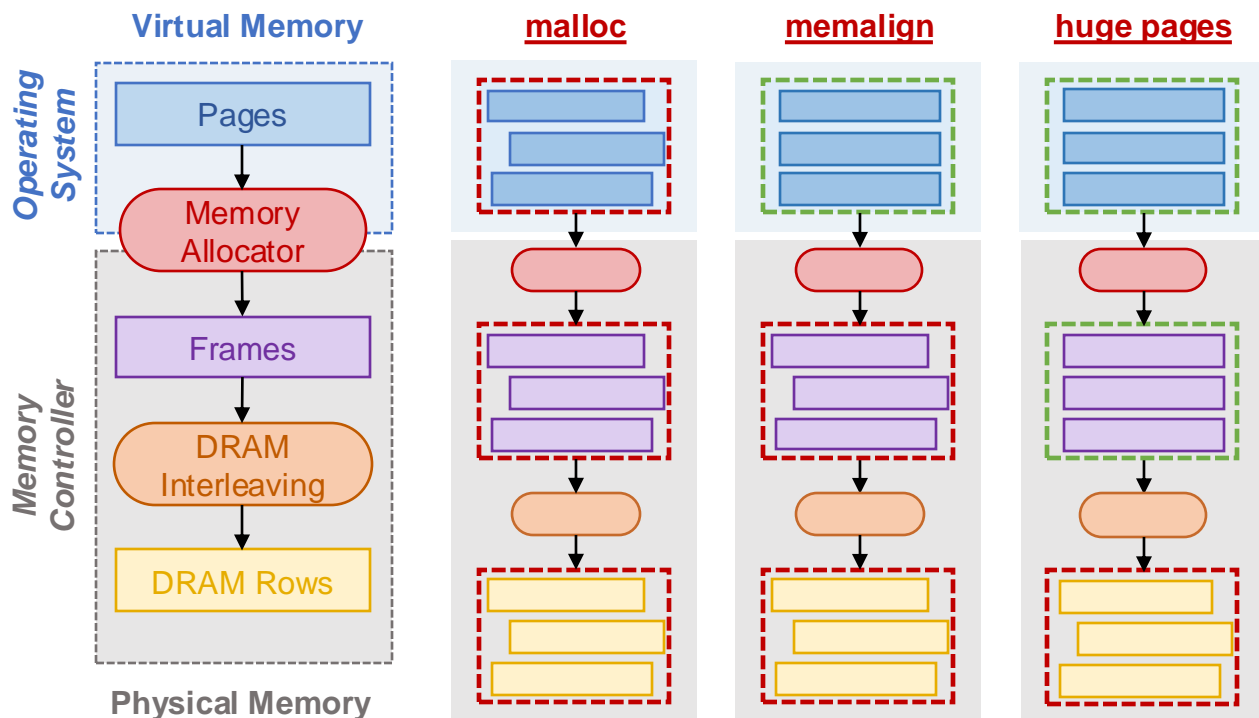 Virtual Memory
malloc
memalign
huge pages
Operating
System
Pages
Memory
Allocator
Memory
Controller
Frames
DRAM
Interleaving
DRAM Rows
Physical Memory